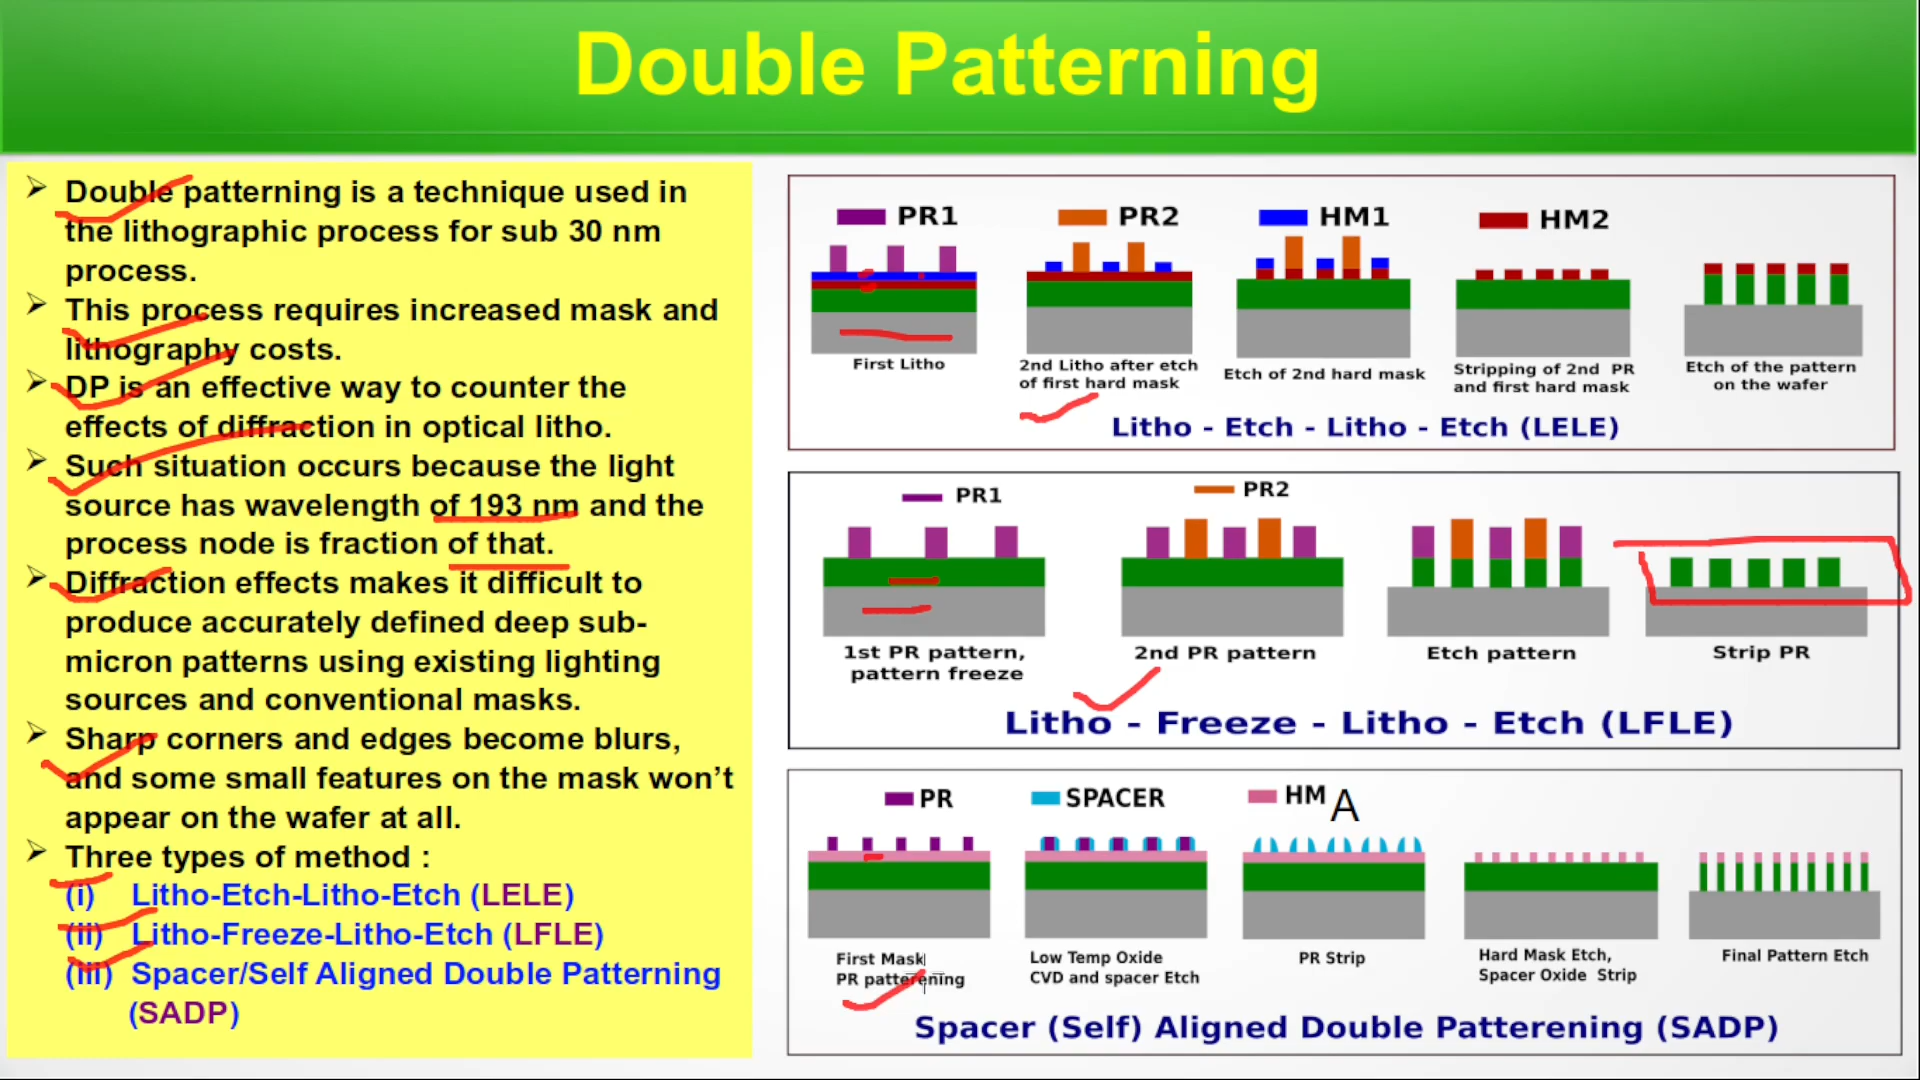 Double Patterning
Double patterning is a technique used in
the lithographic process for sub 30 nm
process.
This process requires increased mask and
lithography costs.
DP is an effective way to counter the
effects of diffraction in optical litho.
Such situation occurs because the light
source has wavelength of 193 nm and the
process node is fraction of that.
Diffraction effects makes it difficult to
produce accurately defined deep sub-
micron patterns using existing lighting
sources and conventional masks.
Sharp corners and edges become blurs,
and some small features on the mask won't
appear on the wafer at all.
Three types of method :
(i) Litho-Etch-Litho-Etch (LELE)
(ii) Litho-Freeze-Litho-Etch (LFLE)
(iii) Spacer/Self Aligned Double Patterning
(SADP)
PR1 PR2 HM1 HM2
First Litho
2nd Litho after etch
of first hard mask
Etch of 2nd hard mask
Stripping of 2nd PR
and first hard mask
Etch of the pattern
on the wafer
Litho - Etch - Litho - Etch (LELE)
PR1 PR2
1st PR pattern,
pattern freeze
2nd PR pattern
Etch pattern
Strip PR
Litho - Freeze - Litho - Etch (LFLE)
PR SPACER HM A
First Mask
PR patterening
Low Temp Oxide
CVD and spacer Etch
PR Strip
Hard Mask Etch,
Spacer Oxide Strip
Final Pattern Etch
Spacer (Self) Aligned Double Patterening (SADP)